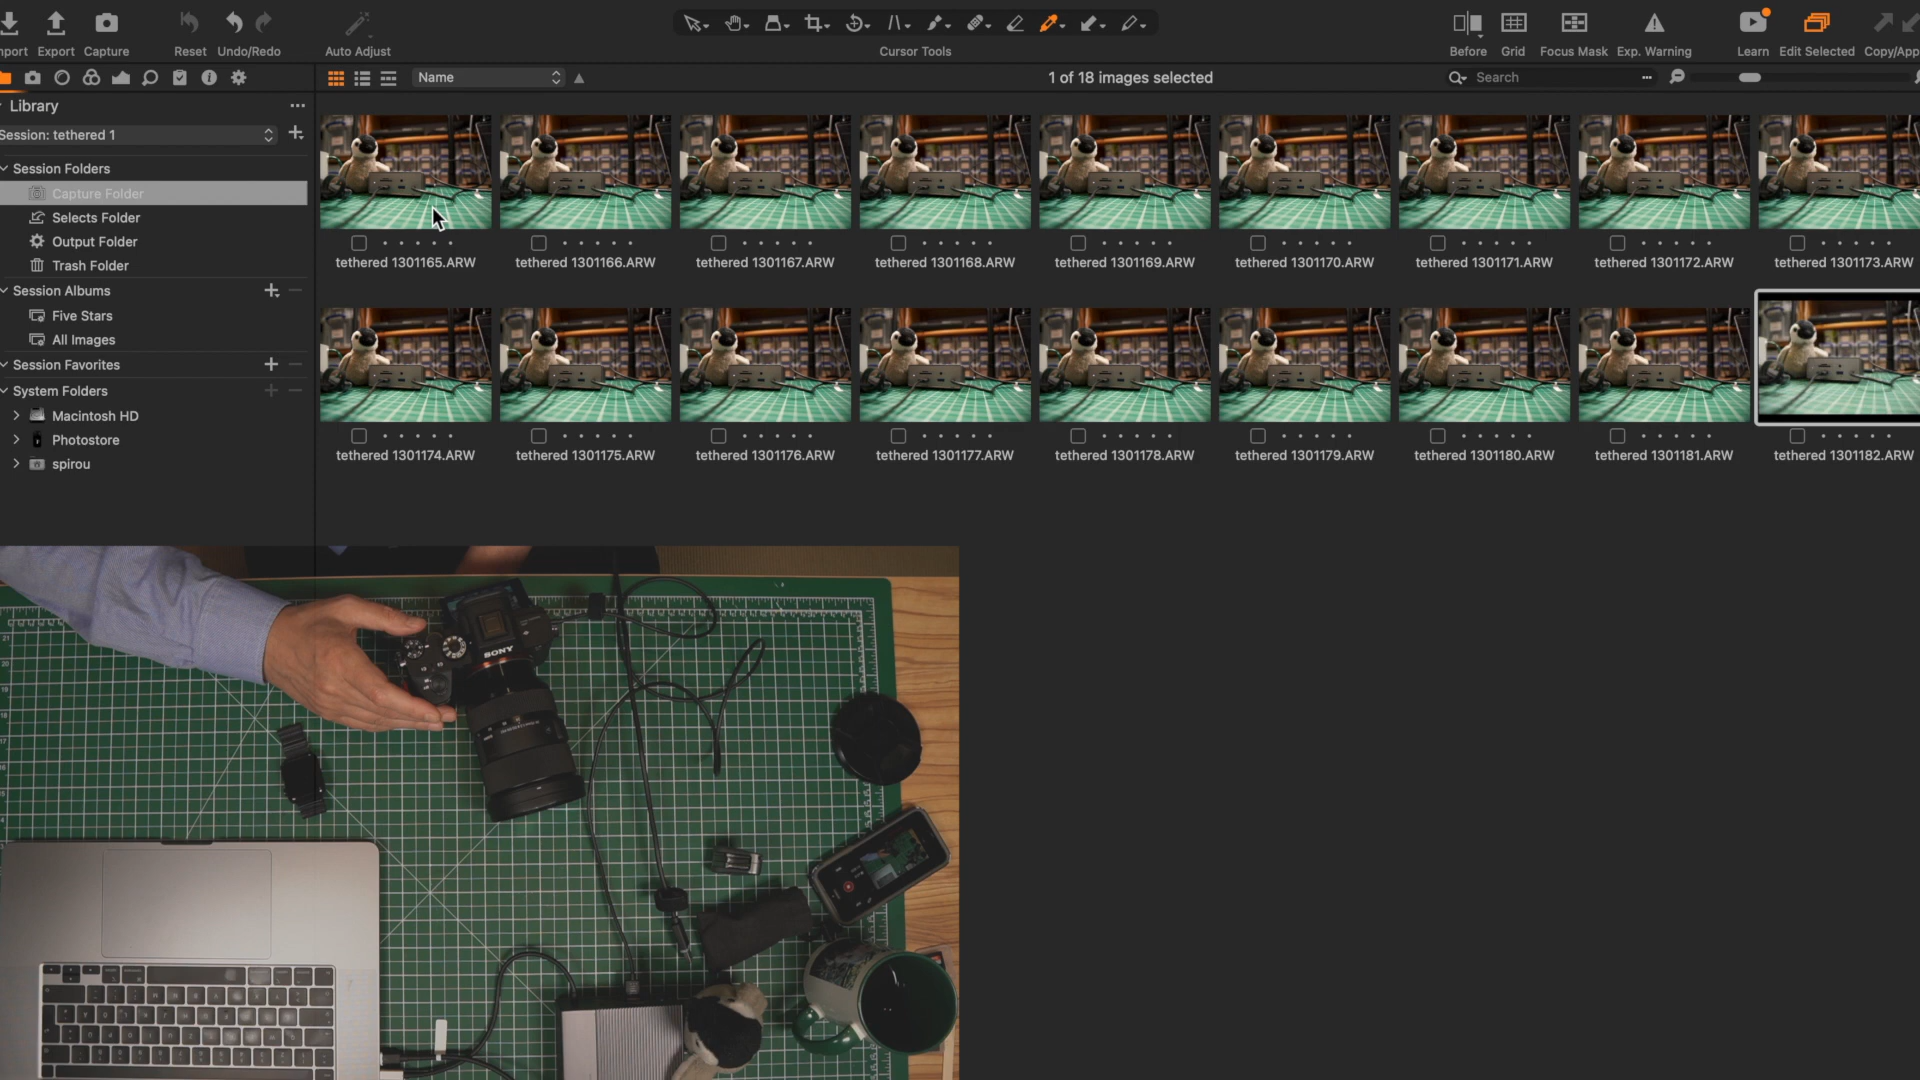 mport
Export
Capture
Reset
Undo/Redo
Auto Adjust
Cursor Tools
Before
Grid
Focus Mask
Exp. Warning
Learn
Edit Selected
Copy/App
Name
1 of 18 images selected
Search
Library
Session: tethered 1
Session Folders
Capture Folder
Selects Folder
Output Folder
Trash Folder
Session Albums
Five Stars
All Images
Session Favorites
System Folders
Macintosh HD
Photostore
spirou
tethered 1301165.ARW
tethered 1301166.ARW
tethered 1301167.ARW
tethered 1301168.ARW
tethered 1301169.ARW
tethered 1301170.ARW
tethered 1301171.ARW
tethered 1301172.ARW
tethered 1301173.ARW
tethered 1301174.ARW
tethered 1301175.ARW
tethered 1301176.ARW
tethered 1301177.ARW
tethered 1301178.ARW
tethered 1301179.ARW
tethered 1301180.ARW
tethered 1301181.ARW
tethered 1301182.ARW
SONY